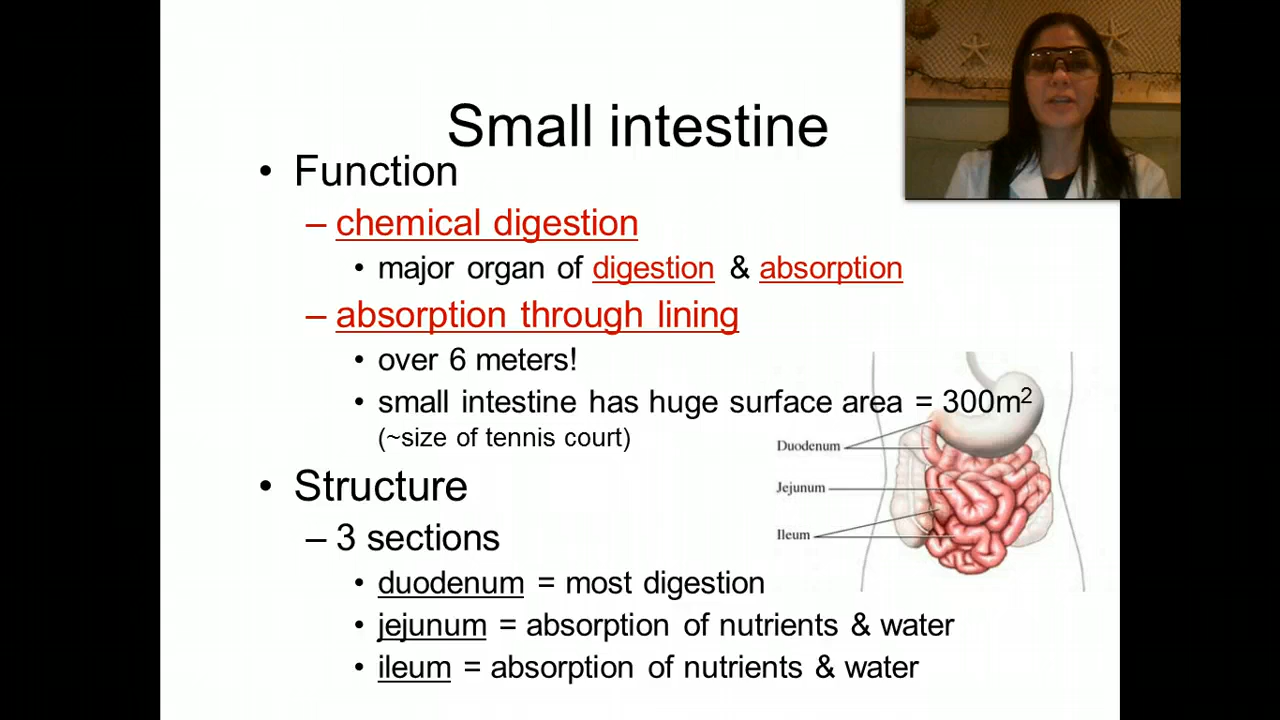 Small intestine
• Function
– chemical digestion
• major organ of digestion & absorption
– absorption through lining
• over 6 meters!
• small intestine has huge surface area = 300m²
(~size of tennis court)
Duodenum
• Structure
Jejunum
– 3 sections
Ileum
• duodenum = most digestion
• jejunum = absorption of nutrients & water
• ileum = absorption of nutrients & water